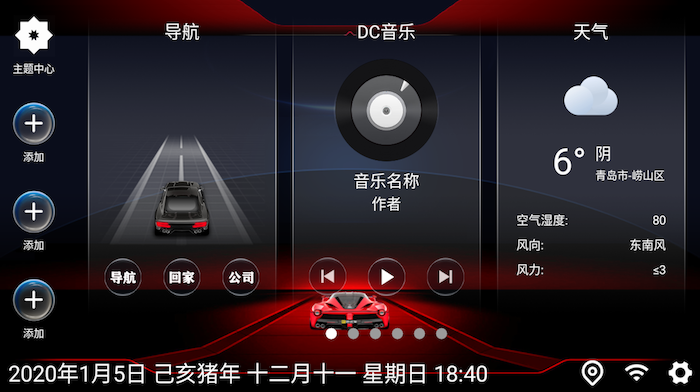 主题中心
添加
添加
添加
导航
导航
回家
公司
DC音乐
音乐名称
作者
天气
6°
阴
青岛市-崂山区
空气湿度: 80
风向: 东南风
风力: ≤3
2020年1月5日 己亥猪年 十二月十一 星期日 18:40